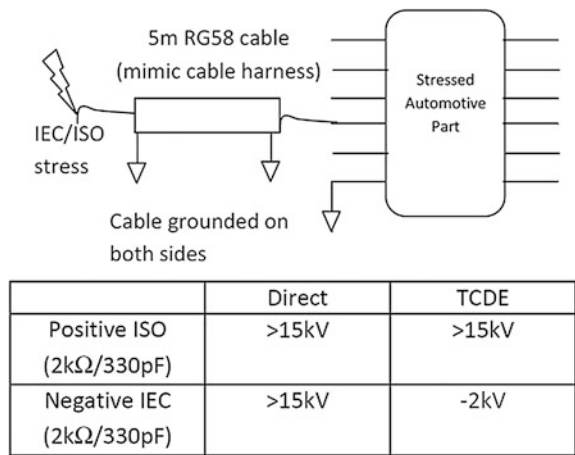 5m RG58 cable
(mimic cable harness)
IEC/ISO
stress
Stressed
Automotive
Part
Cable grounded on
both sides
Direct TCDE
Positive ISO >15kV >15kV
(2kΩ/330pF)
Negative IEC >15kV -2kV
(2kΩ/330pF)